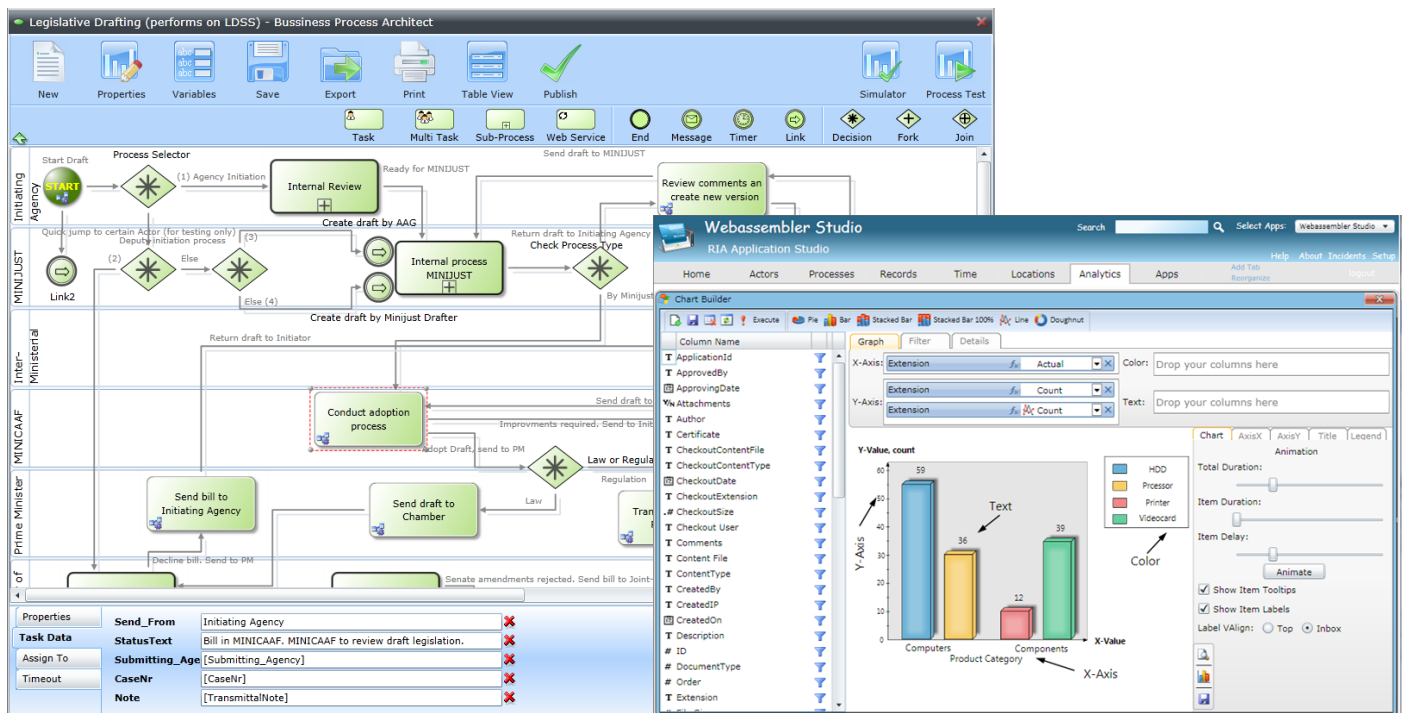 Legislative Drafting (performs on LDSS) - Bussiness Process Architect
New Properties Variables Save Export Print Table View Publish Simulator Process Test
Task Multi Task Sub-Process Web Service End Message Timer Link Decision Fork Join
Initiating Agency
Start Draft
START
Process Selector
(1) Agency Initiation
Internal Review
Ready for MINIJUST
Send draft to MINIJUST
Review comments an
create new version
Create draft by AAG
MINIJUST
Quick jump to certain Actor (for testing only)
Deputy initiation process
(2)
Else
(3)
Else (4)
Link2
Internal process
MINIJUST
Return draft to Initiating Agency
Check Process Type
By Minijust
Create draft by Minijust Drafter
Inter-Ministerial
Return draft to Initiator
MINICAAF
Conduct adoption
process
Send draft to
Improvments required. Send to Init
Adopt Draft, send to PM
Law or Regula
Regulation
Law
Prime Minister
Send bill to
Initiating Agency
Send draft to
Chamber
Tran
Decline bill. Send to PM
of
Senate amendments rejected. Send bill to Joint-
Properties
Task Data
Assign To
Timeout
Send_From Initiating Agency
StatusText Bill in MINICAAF. MINICAAF to review draft legislation.
Submitting_Age [Submitting_Agency]
CaseNr [CaseNr]
Note [TransmittalNote]
Webassembler Studio
RIA Application Studio
Search
Select Apps: Webassembler Studio
Help About Incidents Setup
Home Actors Processes Records Time Locations Analytics Apps
Add Tab
Reorganize
logout
Chart Builder
Execute Pie Bar Stacked Bar Stacked Bar 100% Line Doughnut
Column Name
T ApplicationId
T ApprovedBy
ApprovingDate
Y/N Attachments
T Author
T Certificate
T CheckoutContentFile
T CheckoutContentType
CheckoutDate
T CheckoutExtension
.# CheckoutSize
T Checkout User
T Comments
T Content File
T ContentType
T CreatedBy
T CreatedIP
CreatedOn
T Description
# ID
# DocumentType
# Order
T Extension
Graph Filter Details
X-Axis: Extension fx Actual
Color: Drop your columns here
Y-Axis: Extension fx Count
Extension fx Count
Text: Drop your columns here
Y-Value, count
60
50
40
30
20
10
0
59
36
12
39
Text
Y-Axis
Computers Components
Product Category
X-Value
X-Axis
HDD
Prcessor
Printer
Videocard
Color
Chart AxisX AxisY Title Legend
Animation
Total Duration:
Item Duration:
Item Delay:
Animate
Show Item Tooltips
Show Item Labels
Label VAlign: Top Inbox